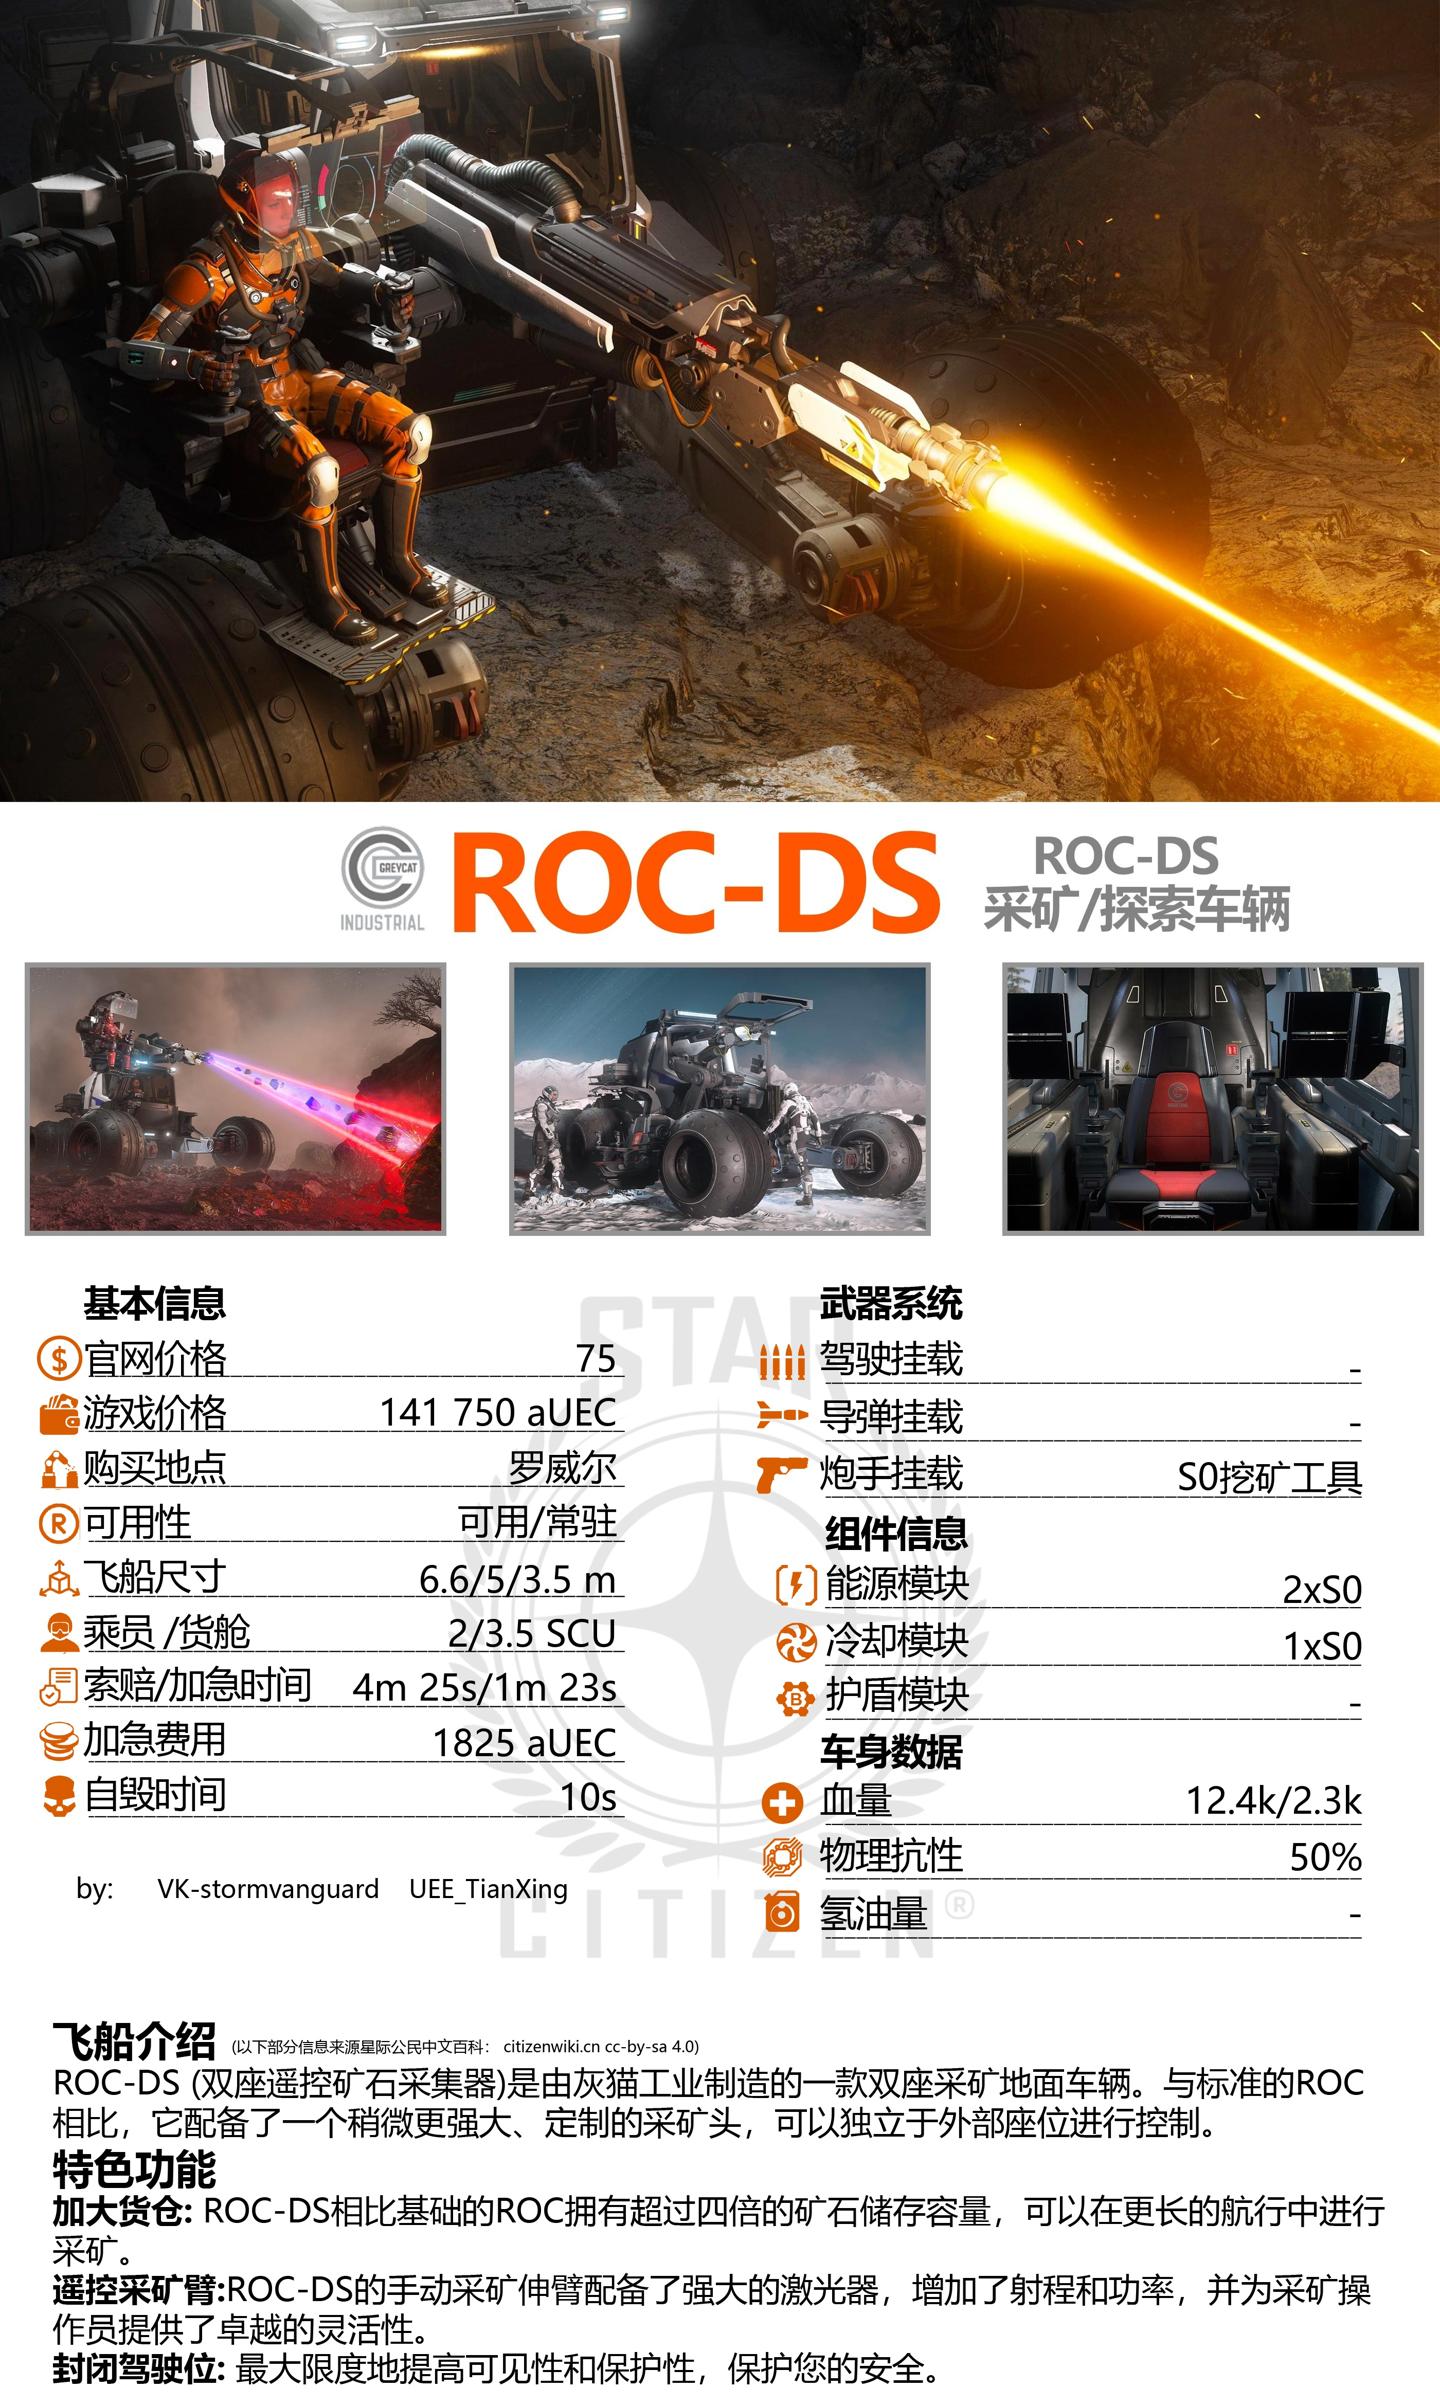 GREYCAT
INDUSTRIAL
ROC-DS
ROC-DS
采矿/探索车辆
STAR
CITIZEN®
基本信息
官网价格 75
游戏价格 141 750 aUEC
购买地点 罗威尔
可用性 可用/常驻
飞船尺寸 6.6/5/3.5 m
乘员 /货舱 2/3.5 SCU
索赔/加急时间 4m 25s/1m 23s
加急费用 1825 aUEC
自毁时间 10s
by: VK-stormvanguard UEE_TianXing
武器系统
驾驶挂载 -
导弹挂载 -
炮手挂载 S0挖矿工具
组件信息
能源模块 2xS0
冷却模块 1xS0
护盾模块 -
车身数据
血量 12.4k/2.3k
物理抗性 50%
氢油量 -
飞船介绍 (以下部分信息来源星际公民中文百科： citizenwiki.cn cc-by-sa 4.0)
ROC-DS (双座遥控矿石采集器)是由灰猫工业制造的一款双座采矿地面车辆。与标准的ROC
相比，它配备了一个稍微更强大、定制的采矿头，可以独立于外部座位进行控制。
特色功能
加大货仓: ROC-DS相比基础的ROC拥有超过四倍的矿石储存容量，可以在更长的航行中进行
采矿。
遥控采矿臂:ROC-DS的手动采矿伸臂配备了强大的激光器，增加了射程和功率，并为采矿操
作员提供了卓越的灵活性。
封闭驾驶位: 最大限度地提高可见性和保护性，保护您的安全。